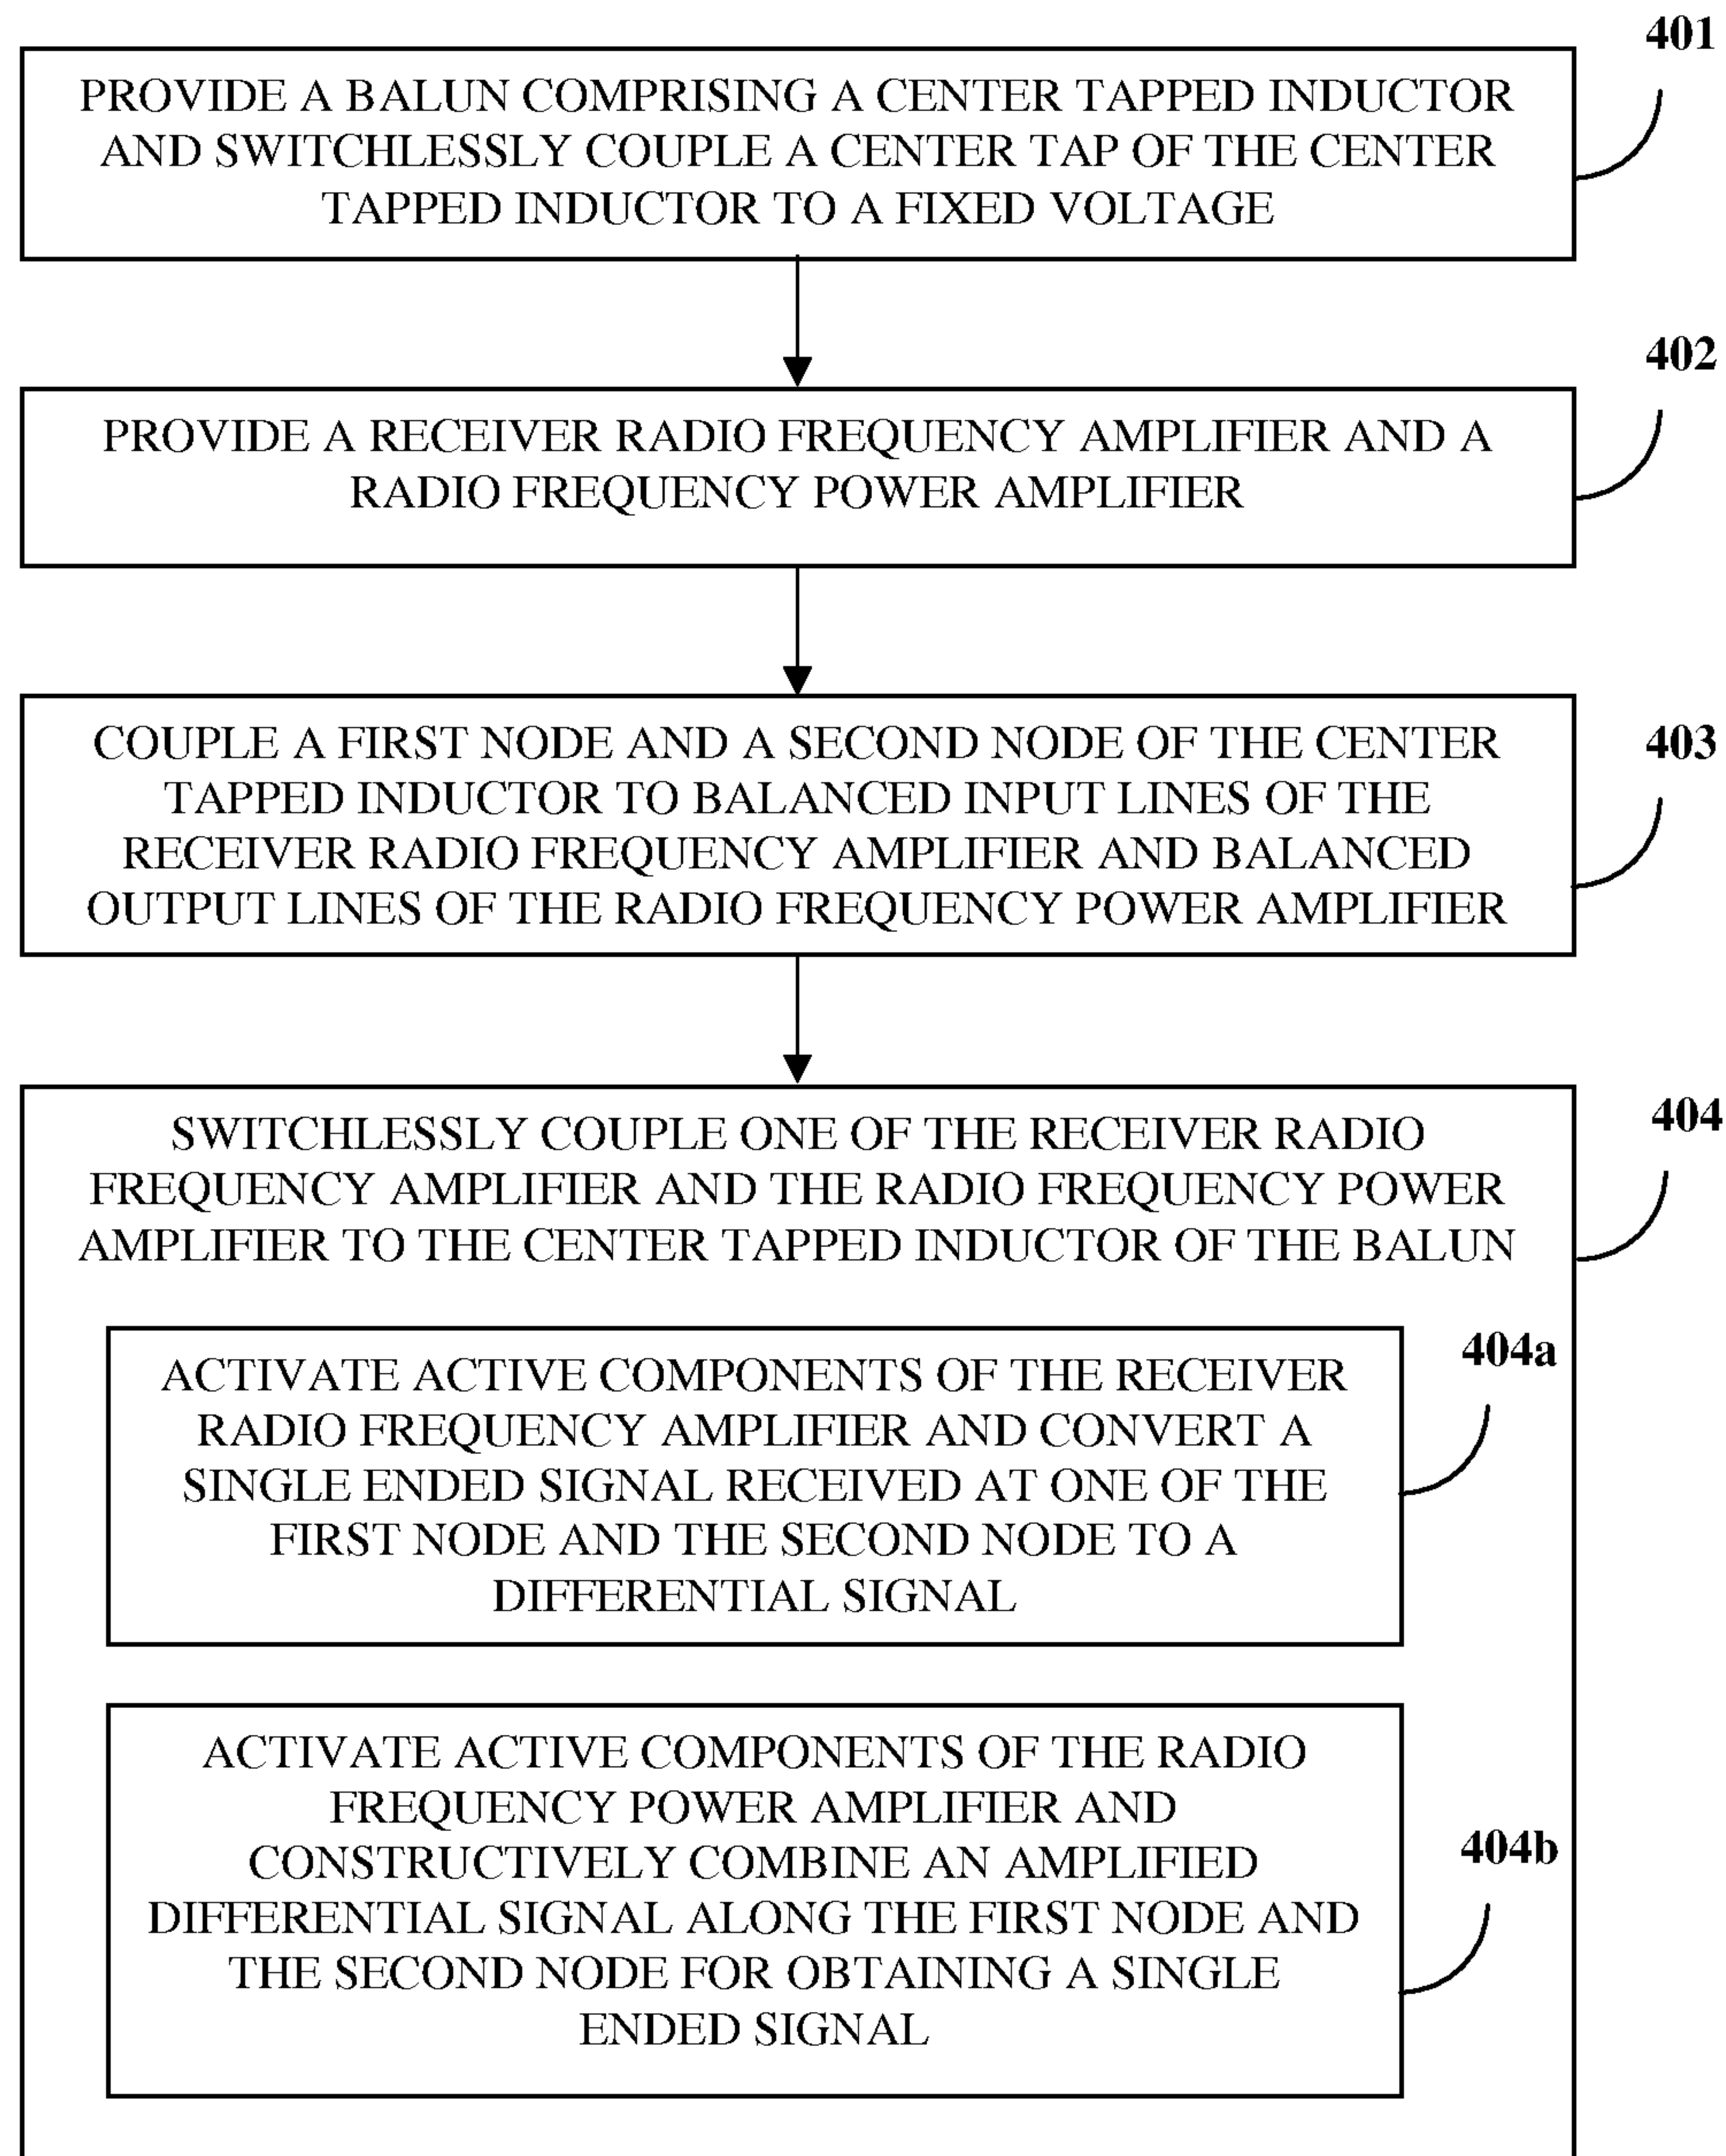 401
PROVIDE A BALUN COMPRISING A CENTER TAPPED INDUCTOR
AND SWITCHLESSLY COUPLE A CENTER TAP OF THE CENTER
TAPPED INDUCTOR TO A FIXED VOLTAGE
402
PROVIDE A RECEIVER RADIO FREQUENCY AMPLIFIER AND A
RADIO FREQUENCY POWER AMPLIFIER
403
COUPLE A FIRST NODE AND A SECOND NODE OF THE CENTER
TAPPED INDUCTOR TO BALANCED INPUT LINES OF THE
RECEIVER RADIO FREQUENCY AMPLIFIER AND BALANCED
OUTPUT LINES OF THE RADIO FREQUENCY POWER AMPLIFIER
404
SWITCHLESSLY COUPLE ONE OF THE RECEIVER RADIO
FREQUENCY AMPLIFIER AND THE RADIO FREQUENCY POWER
AMPLIFIER TO THE CENTER TAPPED INDUCTOR OF THE BALUN
404a
ACTIVATE ACTIVE COMPONENTS OF THE RECEIVER
RADIO FREQUENCY AMPLIFIER AND CONVERT A
SINGLE ENDED SIGNAL RECEIVED AT ONE OF THE
FIRST NODE AND THE SECOND NODE TO A
DIFFERENTIAL SIGNAL
404b
ACTIVATE ACTIVE COMPONENTS OF THE RADIO
FREQUENCY POWER AMPLIFIER AND
CONSTRUCTIVELY COMBINE AN AMPLIFIED
DIFFERENTIAL SIGNAL ALONG THE FIRST NODE AND
THE SECOND NODE FOR OBTAINING A SINGLE
ENDED SIGNAL